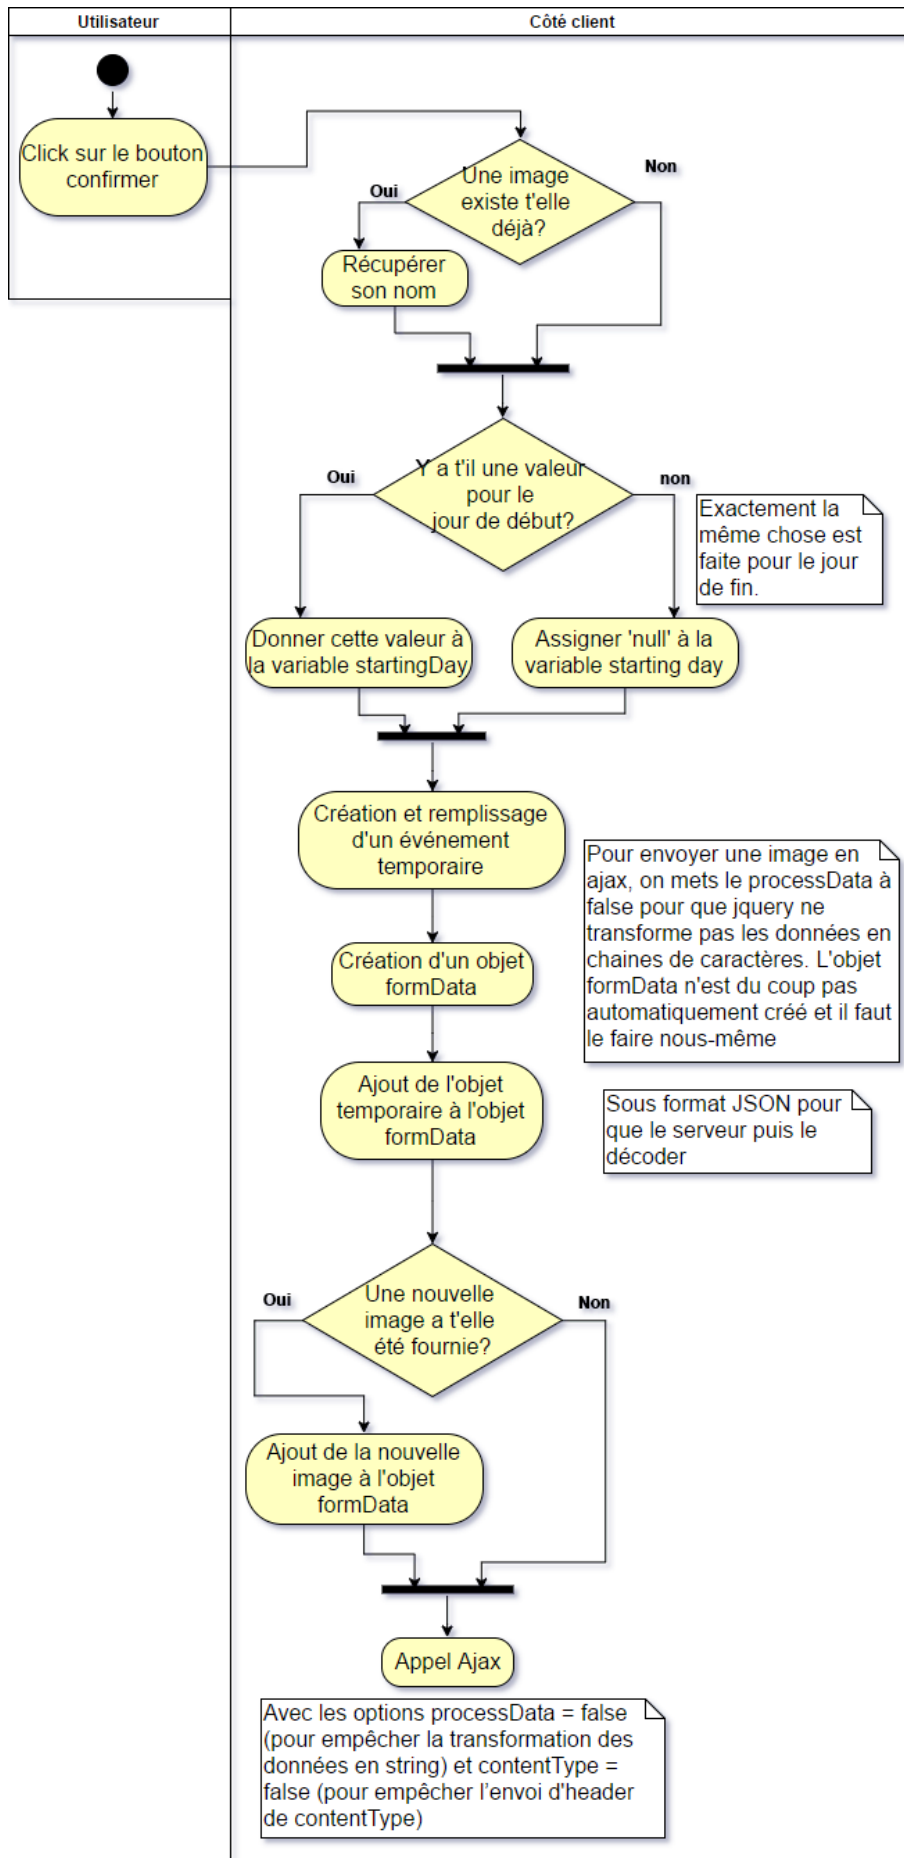 Utilisateur
Côté client
Click sur le bouton
confirmer
Une image
existe t'elle
déjà?
Oui
Non
Récupérer
son nom
Y a t'il une valeur
pour le
jour de début?
Oui
non
Exactement la
même chose est
faite pour le jour
de fin.
Donner cette valeur à
la variable startingDay
Assigner 'null' à la
variable starting day
Création et remplissage
d'un événement
temporaire
Pour envoyer une image en
ajax, on mets le processData à
false pour que jquery ne
transforme pas les données en
chaines de caractères. L'objet
formData n'est du coup pas
automatiquement créé et il faut
le faire nous-même
Création d'un objet
formData
Ajout de l'objet
temporaire à l'objet
formData
Sous format JSON pour
que le serveur puis le
décoder
Une nouvelle
image a t'elle
été fournie?
Oui
Non
Ajout de la nouvelle
image à l'objet
formData
Appel Ajax
Avec les options processData = false
(pour empêcher la transformation des
données en string) et contentType =
false (pour empêcher l'envoi d'header
de contentType)